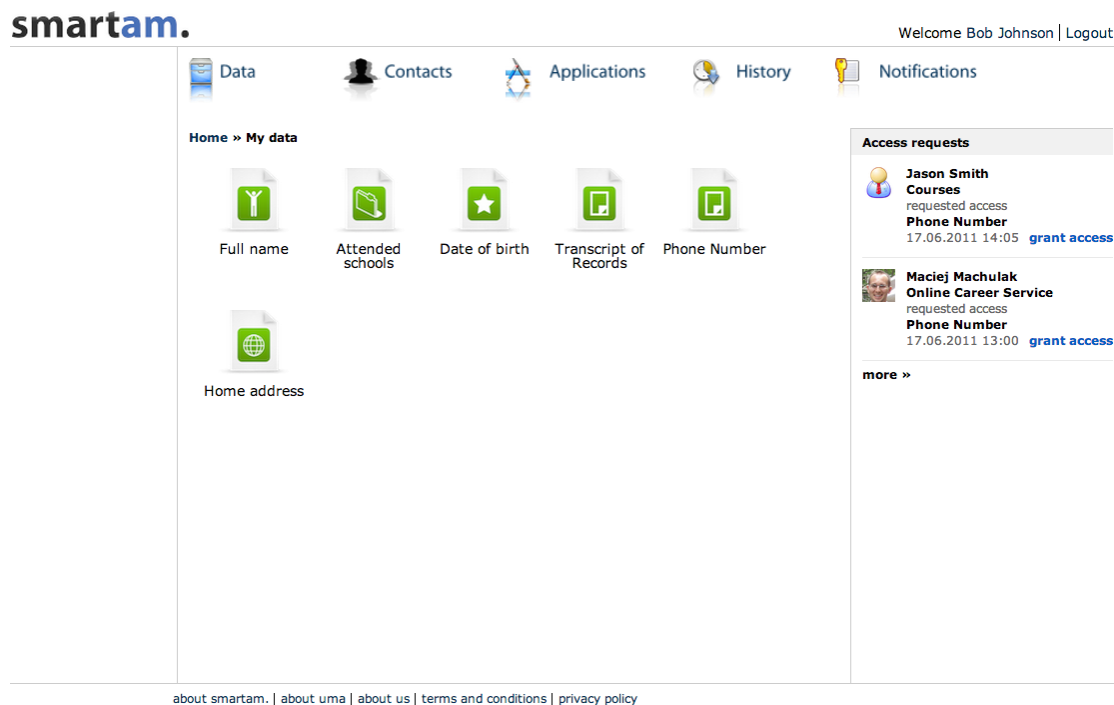 smartam.
Welcome Bob Johnson | Logout
Data
Contacts
Applications
History
Notifications
Home » My data
Full name
Attended
schools
Date of birth
Transcript of
Records
Phone Number
Home address
Access requests
Jason Smith
Courses
requested access
Phone Number
17.06.2011 14:05 grant access
Maciej Machulak
Online Career Service
requested access
Phone Number
17.06.2011 13:00 grant access
more »
about smartam. | about uma | about us | terms and conditions | privacy policy